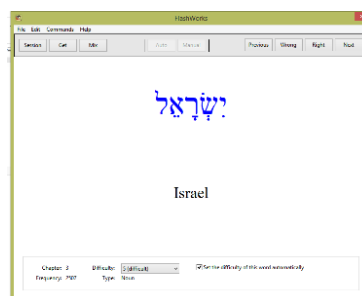 FlashWorks
File Edit Commands Help
Session Get Mix Auto Manual Previous Wrong Right Next
יִשְׂרָאֵל
Israel
Chapter: 3 Difficulty: 5 (difficult) Set the difficulty of this word automatically
Frequency: 2507 Type: Noun